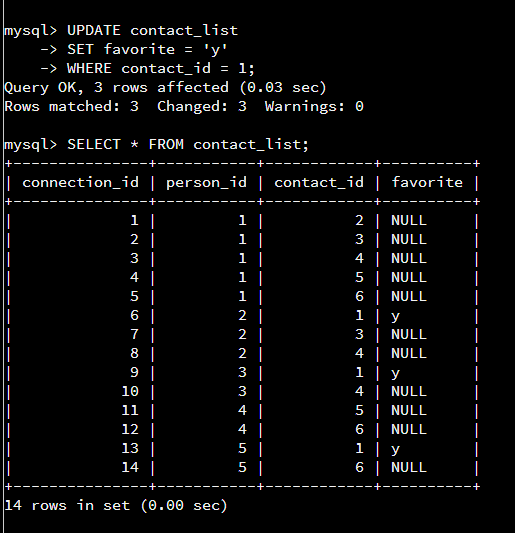 mysql> UPDATE contact_list
    -> SET favorite = 'y'
    -> WHERE contact_id = 1;
Query OK, 3 rows affected (0.03 sec)
Rows matched: 3  Changed: 3  Warnings: 0

mysql> SELECT * FROM contact_list;
+---------------+-----------+------------+----------+
| connection_id | person_id | contact_id | favorite |
+---------------+-----------+------------+----------+
|             1 |         1 |          2 | NULL     |
|             2 |         1 |          3 | NULL     |
|             3 |         1 |          4 | NULL     |
|             4 |         1 |          5 | NULL     |
|             5 |         1 |          6 | NULL     |
|             6 |         2 |          1 | y        |
|             7 |         2 |          3 | NULL     |
|             8 |         2 |          4 | NULL     |
|             9 |         3 |          1 | y        |
|            10 |         3 |          4 | NULL     |
|            11 |         4 |          5 | NULL     |
|            12 |         4 |          6 | NULL     |
|            13 |         5 |          1 | y        |
|            14 |         5 |          6 | NULL     |
+---------------+-----------+------------+----------+
14 rows in set (0.00 sec)